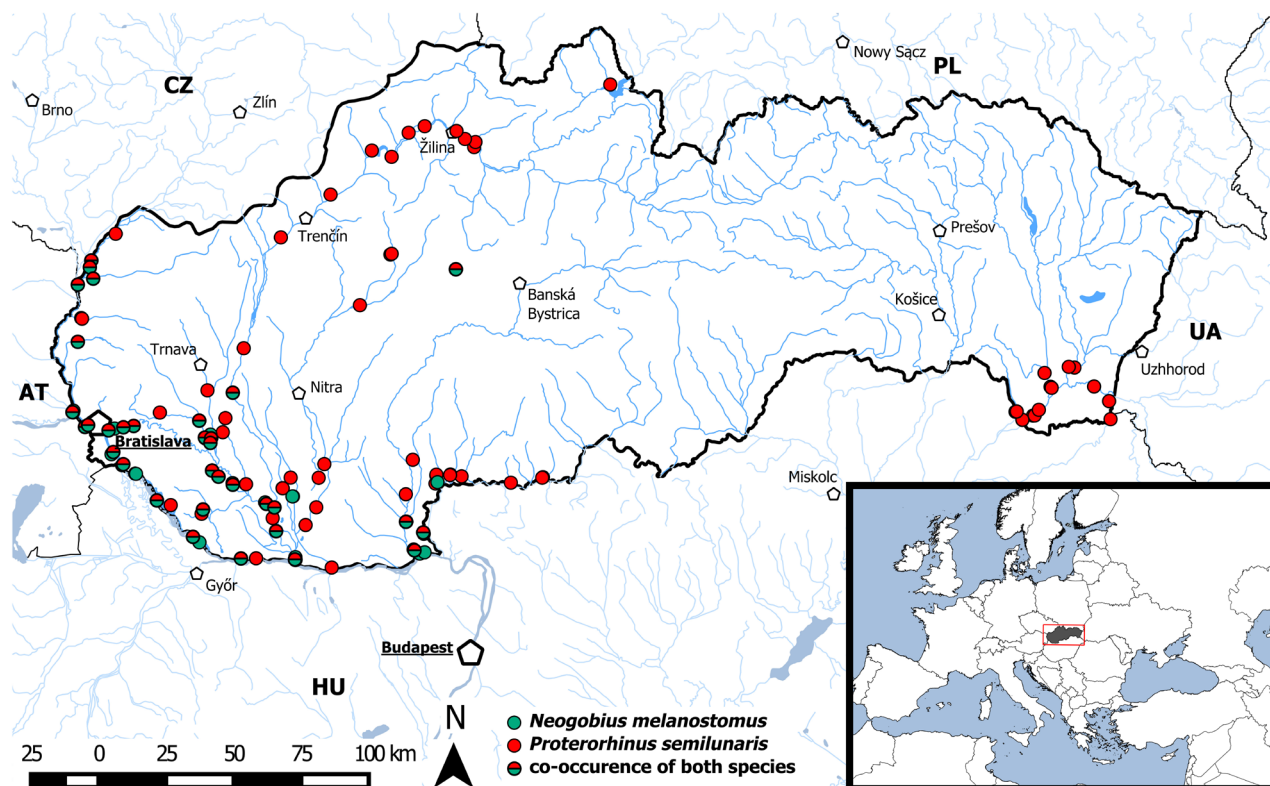 Nowy Sącz
PL
CZ
Zlín
Brno
Žilina
Trenčín
Prešov
Banská
Bystrica
Košice
UA
Uzhhorod
Trnava
Nitra
AT
Bratislava
Miskolc
Győr
Budapest
HU
N
Neogobius melanostomus
Proterorhinus semilunaris
co-occurence of both species
25 0 25 50 75 100 km